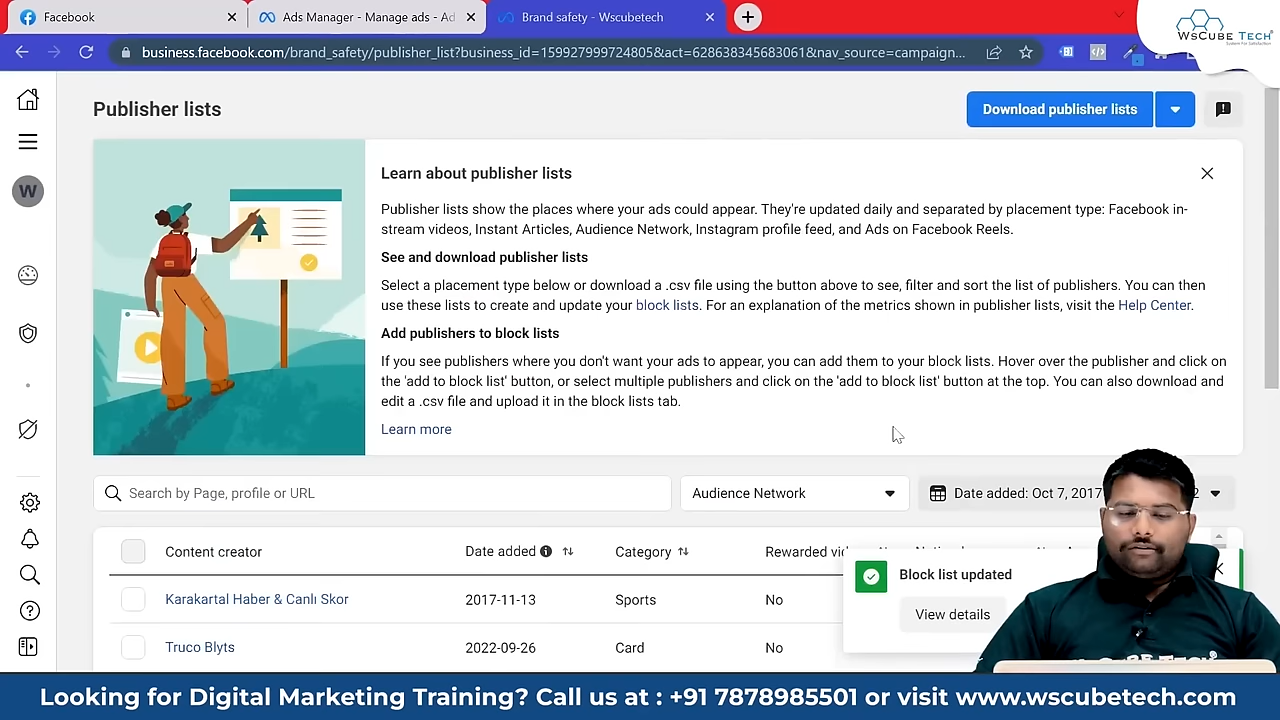 Facebook
Ads Manager - Manage ads - Ad
Brand safety - Wscubetech
WsCube Tech
business.facebook.com/brand_safety/publisher_list?business_id=1599279997248055&act=628638345683061&nav_source=campaign...
Publisher lists
Download publisher lists
W
Learn about publisher lists
Publisher lists show the places where your ads could appear. They're updated daily and separated by placement type: Facebook in-
stream videos, Instant Articles, Audience Network, Instagram profile feed, and Ads on Facebook Reels.
See and download publisher lists
Select a placement type below or download a .csv file using the button above to see, filter and sort the list of publishers. You can then
use these lists to create and update your block lists. For an explanation of the metrics shown in publisher lists, visit the Help Center.
Add publishers to block lists
If you see publishers where you don't want your ads to appear, you can add them to your block lists. Hover over the publisher and click on
the 'add to block list' button, or select multiple publishers and click on the 'add to block list' button at the top. You can also download and
edit a .csv file and upload it in the block lists tab.
Learn more
Search by Page, profile or URL
Audience Network
Date added: Oct 7, 2017
Content creator
Date added
Category
Rewarded vid
Block list updated
View details
Karakartal Haber & Canlı Skor
2017-11-13
Sports
No
Truco Blyts
2022-09-26
Card
No
Looking for Digital Marketing Training? Call us at : +91 7878985501 or visit www.wscubetech.com